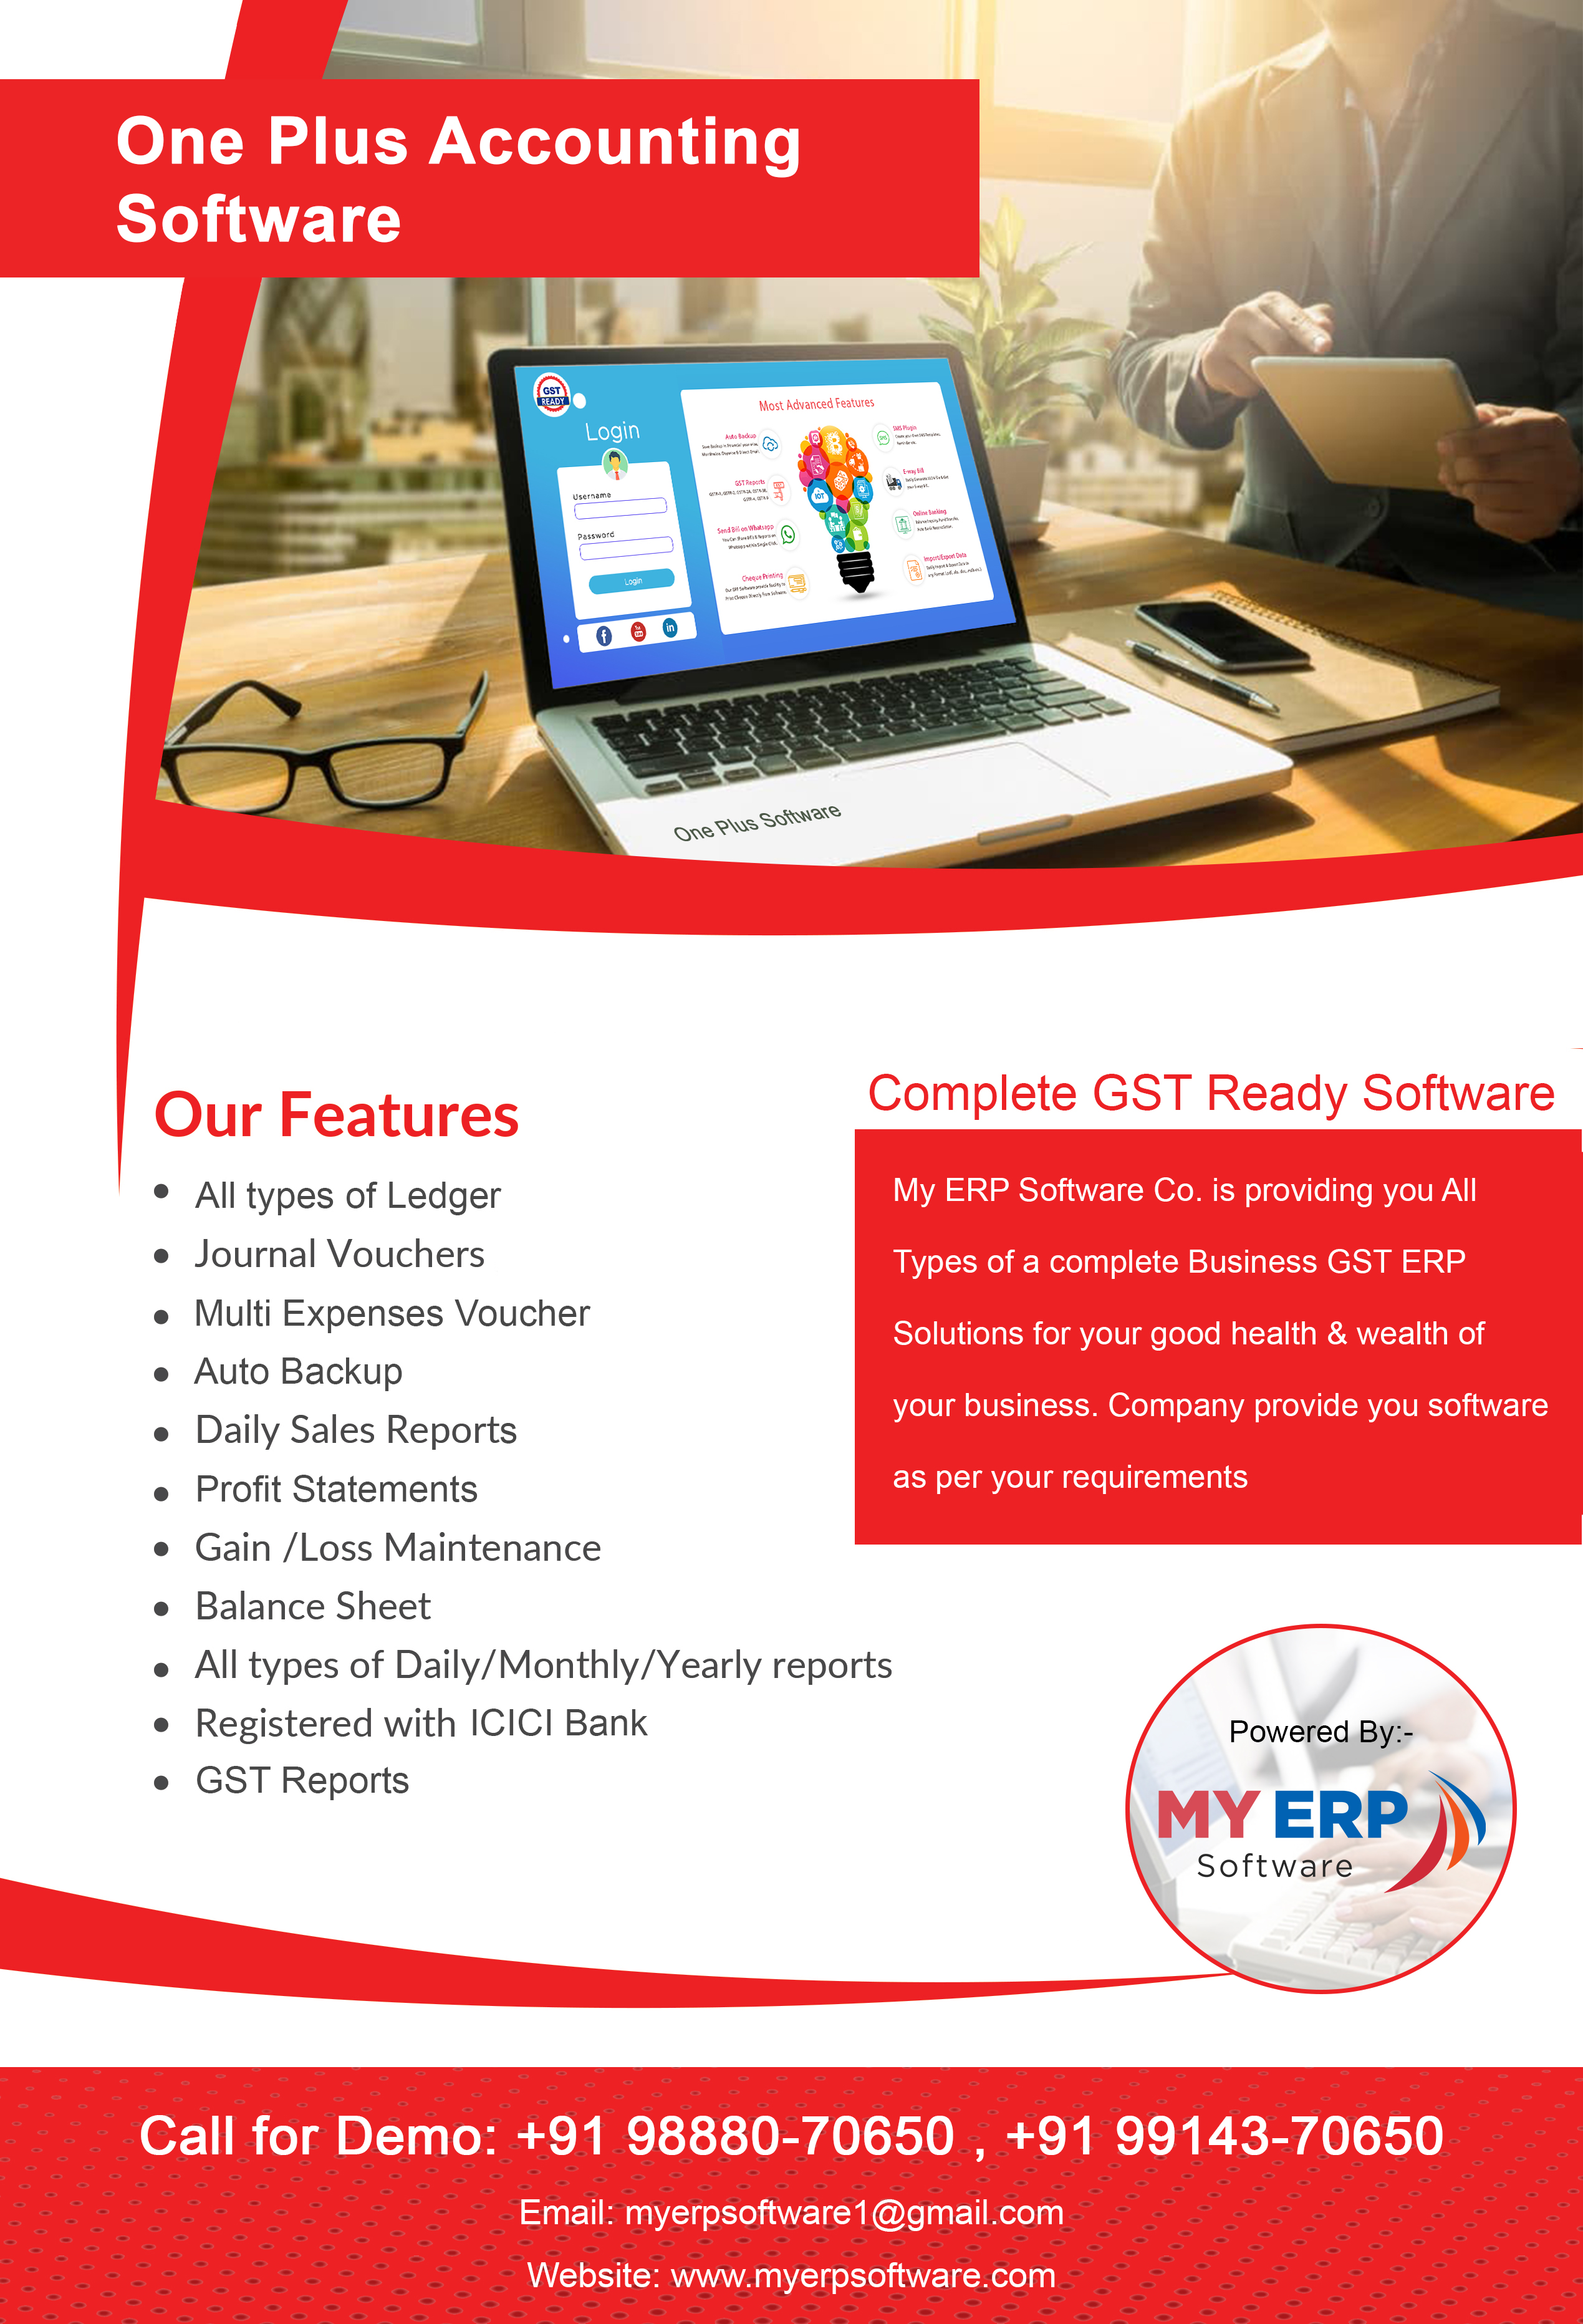 One Plus Accounting
Software
GST
READY
Login
Username
Password
Login
Most Advanced Features
Auto Backup
GST Reports
Send Bill on Whatsapp
Cheque Printing
SMS Plugin
E-way Bill
Online Banking
Import/Export Data
IOT
One Plus Software
Our Features
All types of Ledger
Journal Vouchers
Multi Expenses Voucher
Auto Backup
Daily Sales Reports
Profit Statements
Gain /Loss Maintenance
Balance Sheet
All types of Daily/Monthly/Yearly reports
Registered with ICICI Bank
GST Reports
Complete GST Ready Software
My ERP Software Co. is providing you All
Types of a complete Business GST ERP
Solutions for your good health & wealth of
your business. Company provide you software
as per your requirements
Powered By:-
MY ERP
Software
Call for Demo: +91 98880-70650 , +91 99143-70650
Email: myerpsoftware1@gmail.com
Website: www.myerpsoftware.com